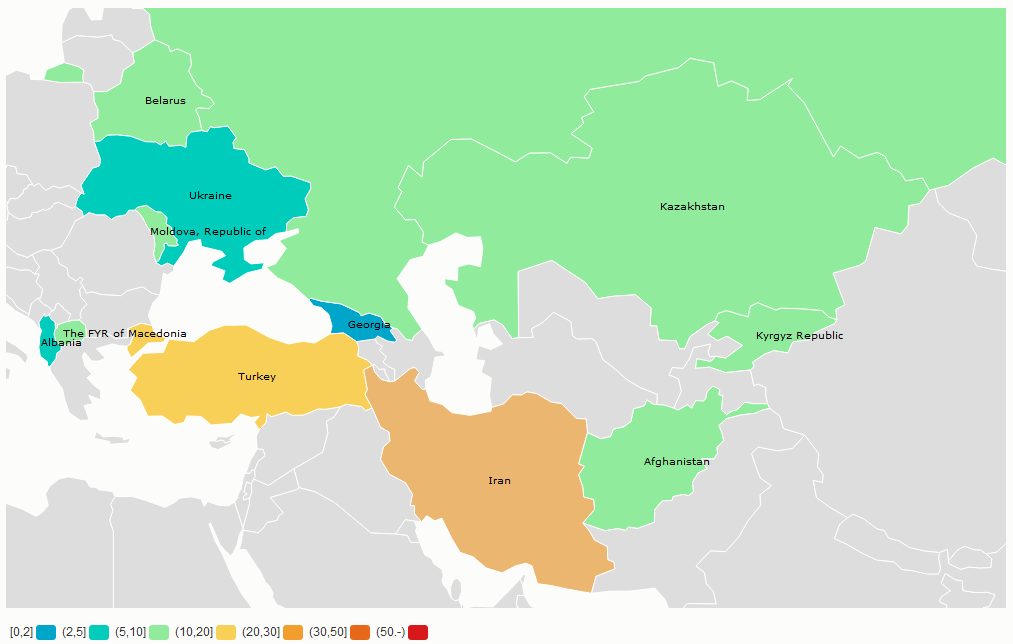 Belarus
Ukraine
Kazakhstan
Moldova, Republic of
Georgia
The FYR of Macedonia
Kyrgyz Republic
Albania
Turkey
Afghanistan
Iran
[0,2] (2,5] (5,10] (10,20] (20,30] (30,50] (50.-)